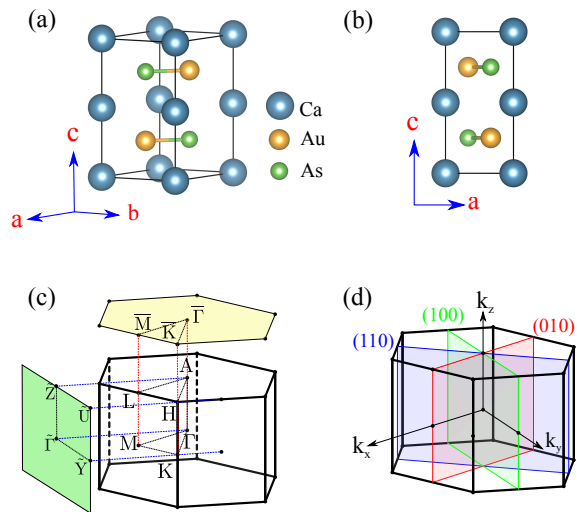 (a)
(b)
Ca
Au
As
c
a
b
c
a
(c)
(d)
M̅
K̅
Γ̅
A
L
H
M
Γ
K
Z̃
Ũ
Γ̃
Ỹ
k_z
(100)
(010)
(110)
k_x
k_y